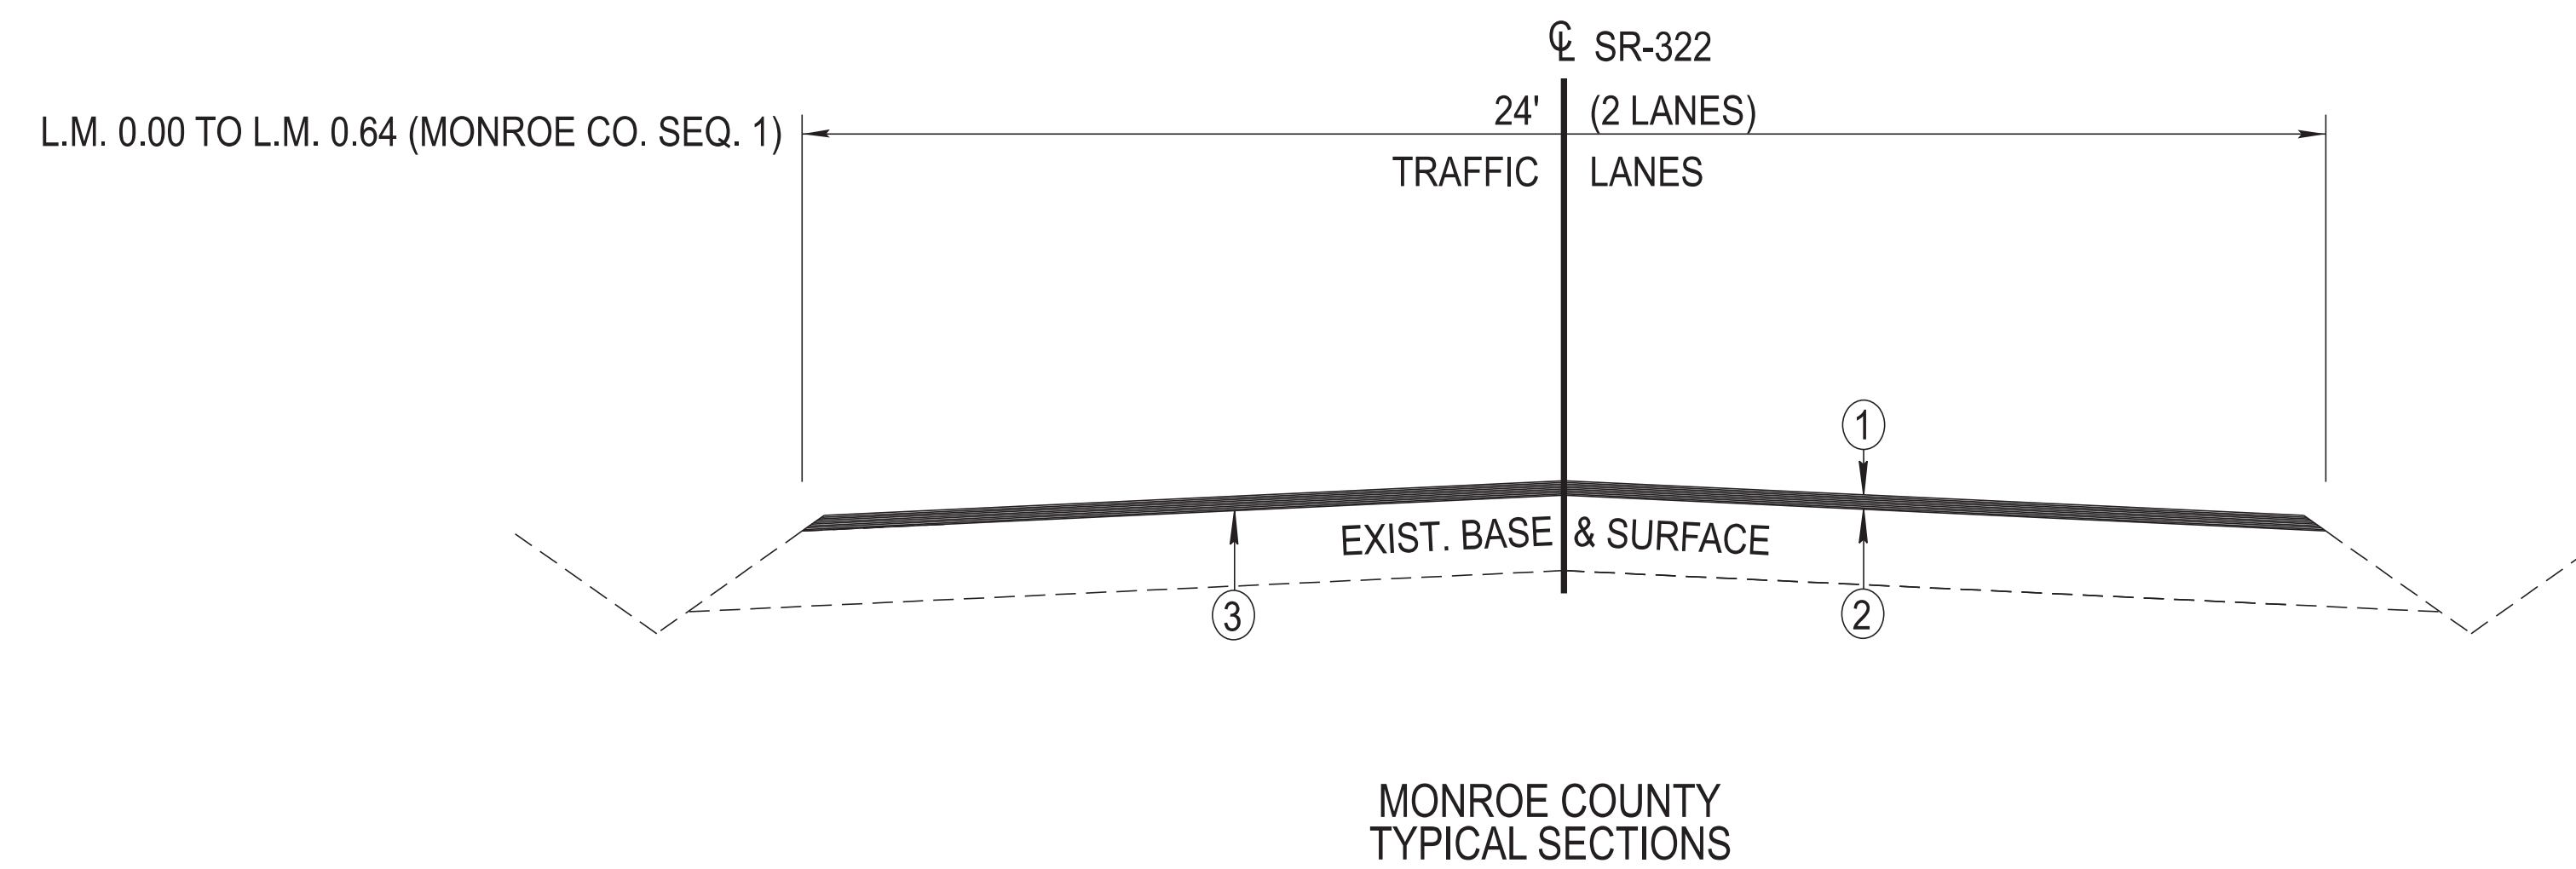 ℄ SR-322
24' (2 LANES)
L.M. 0.00 TO L.M. 0.64 (MONROE CO. SEQ. 1)
TRAFFIC LANES
1
EXIST. BASE & SURFACE
3
2
MONROE COUNTY
TYPICAL SECTIONS